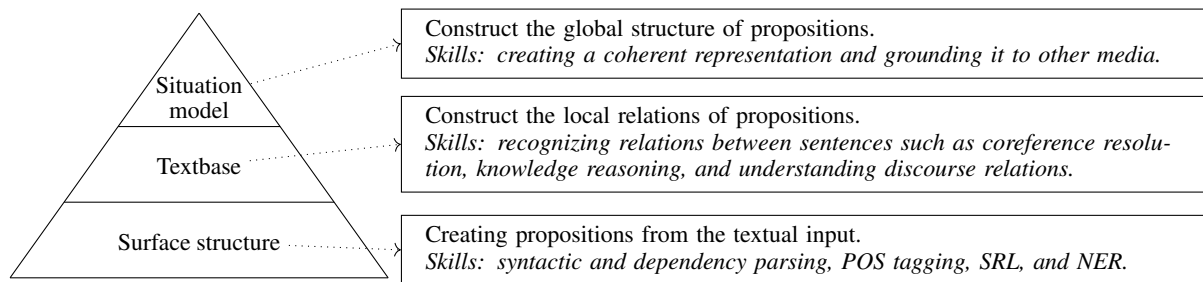 Situation
model
Textbase
Surface structure
Construct the global structure of propositions.
Skills: creating a coherent representation and grounding it to other media.
Construct the local relations of propositions.
Skills: recognizing relations between sentences such as coreference resolu-
tion, knowledge reasoning, and understanding discourse relations.
Creating propositions from the textual input.
Skills: syntactic and dependency parsing, POS tagging, SRL, and NER.